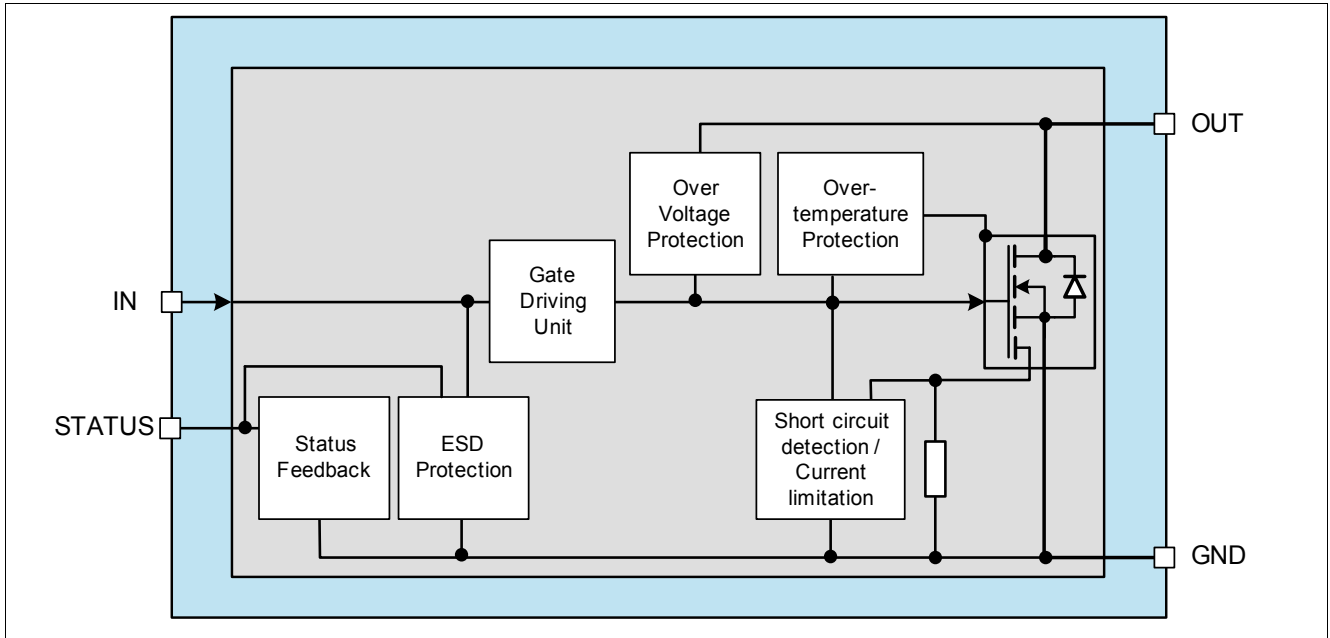 OUT
Over
Voltage
Protection
Over-
temperature
Protection
Gate
Driving
Unit
IN
STATUS
Status
Feedback
ESD
Protection
Short circuit
detection /
Current
limitation
GND